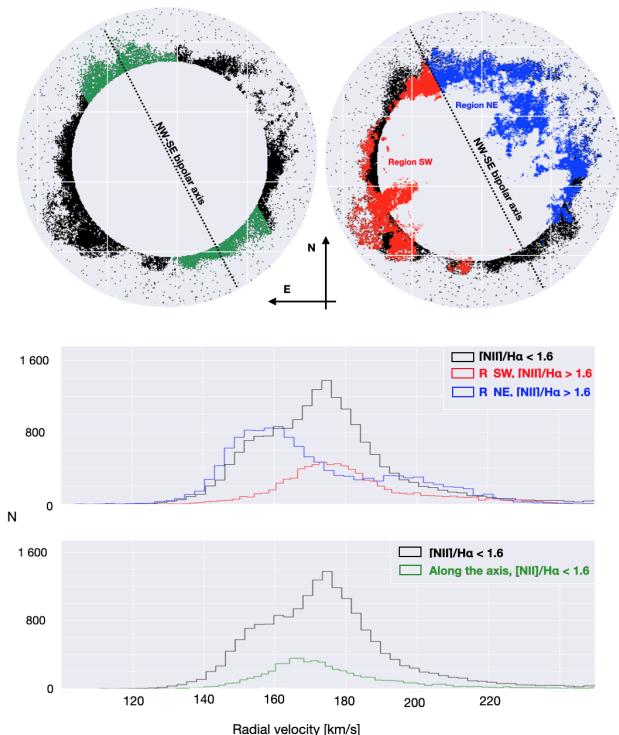 NW-SE bipolar axis
Region NE
Region SW
NW-SE bipolar axis
N
E
1 600
800
0
[NII]/Hα < 1.6
R SW, [NII]/Hα > 1.6
R NE, [NII]/Hα > 1.6
N
1 600
800
0
[NII]/Hα < 1.6
Along the axis, [NII]/Hα < 1.6
120
140
160
180
200
220
Radial velocity [km/s]